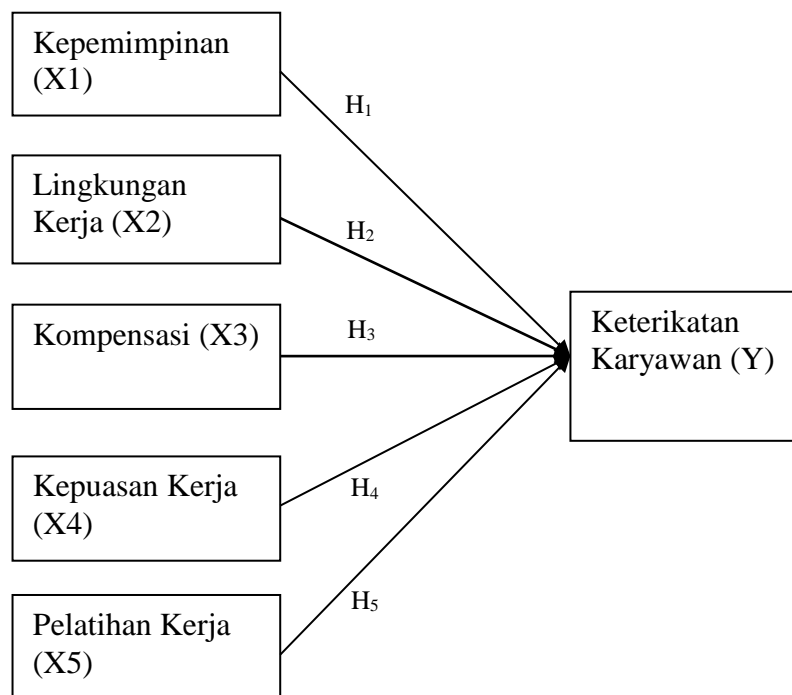 Kepemimpinan
(X1)
H₁
Lingkungan
Kerja (X2)
H₂
Kompensasi (X3)
H₃
Keterikatan
Karyawan (Y)
Kepuasan Kerja
(X4)
H₄
Pelatihan Kerja
(X5)
H₅